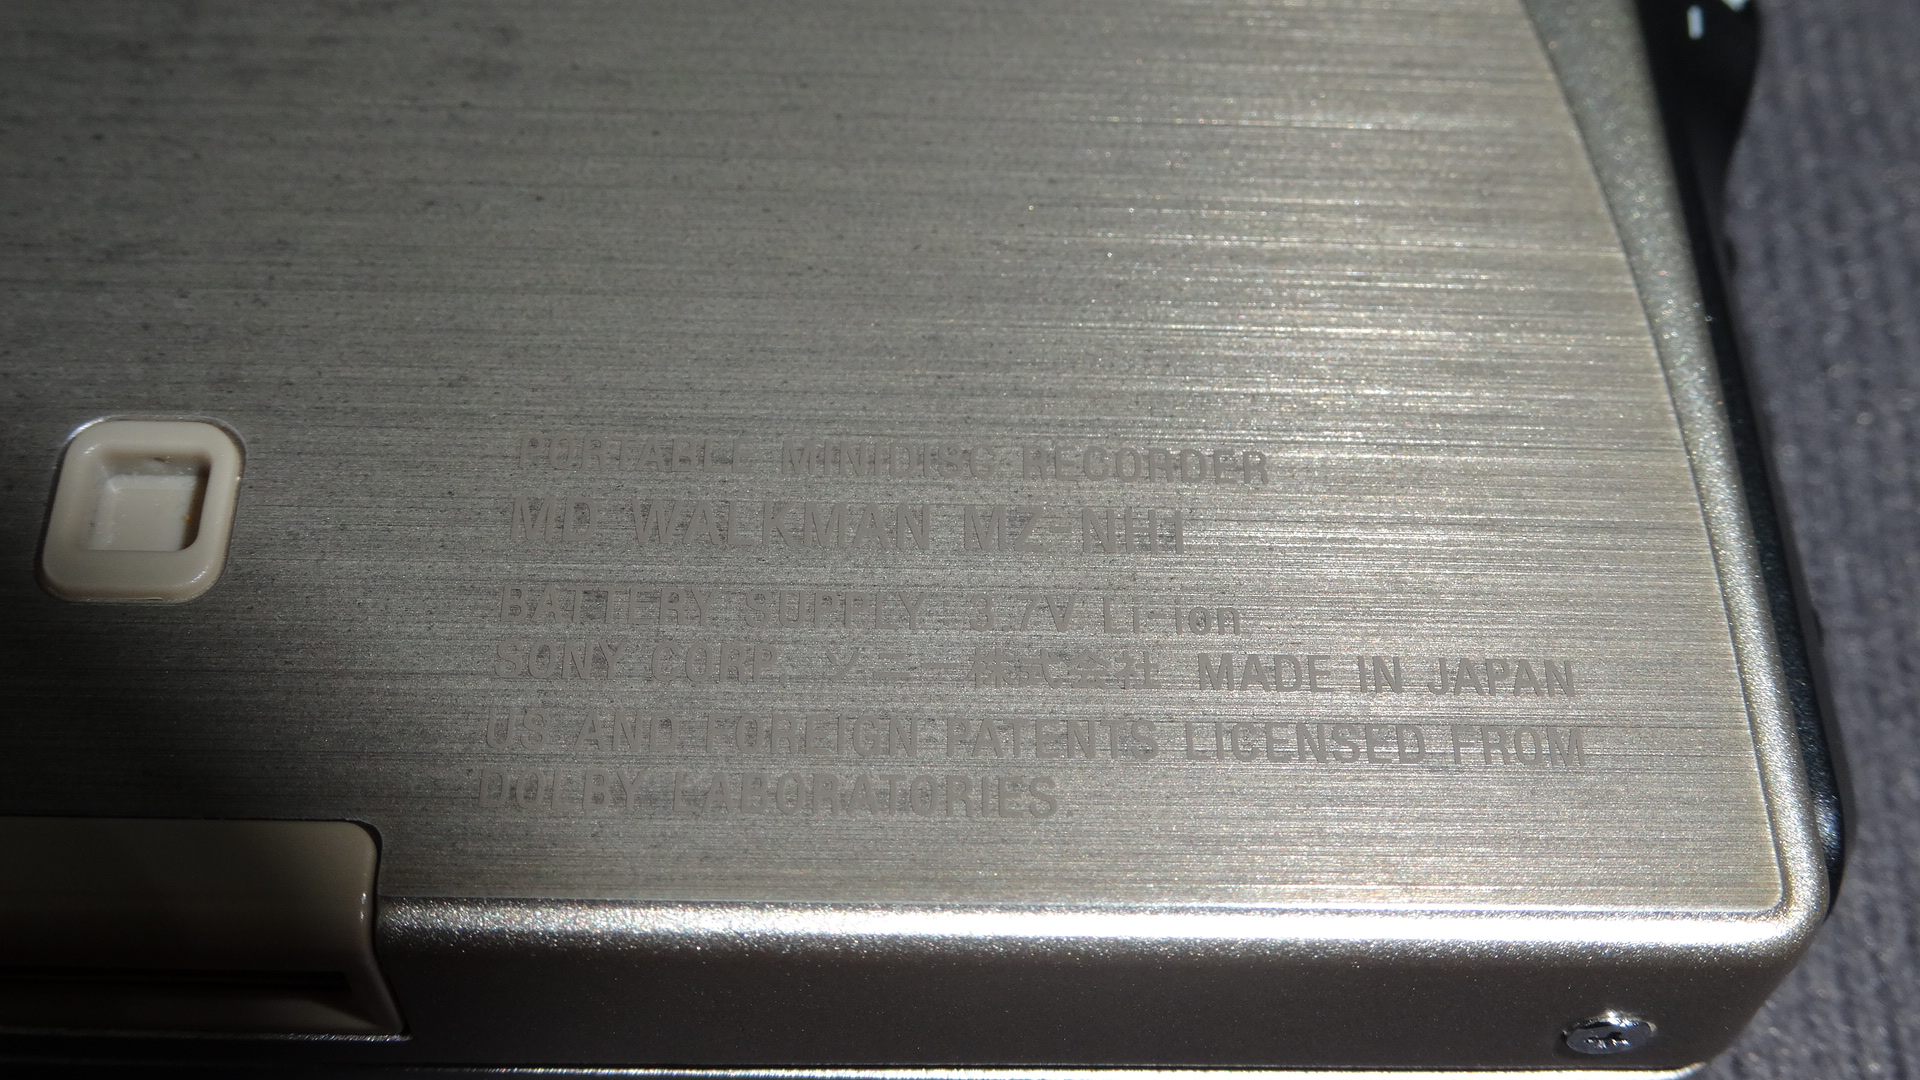 PORTABLE MINIDISC RECORDER
MD WALKMAN MZ-NH1
BATTERY SUPPLY 3.7V Li-ion
SONY CORP. ソニー株式会社 MADE IN JAPAN
US AND FOREIGN PATENTS LICENSED FROM
DOLBY LABORATORIES.